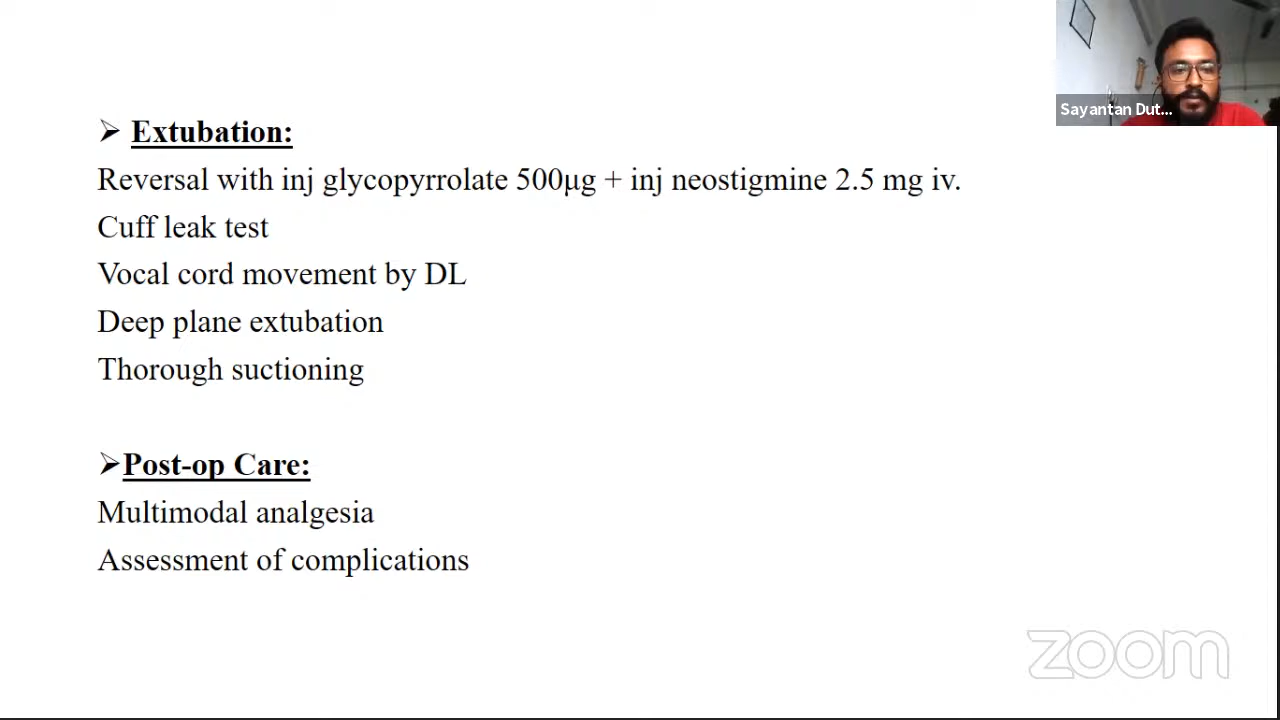 ➢ Extubation:
Reversal with inj glycopyrrolate 500μg + inj neostigmine 2.5 mg iv.
Cuff leak test
Vocal cord movement by DL
Deep plane extubation
Thorough suctioning
➢Post-op Care:
Multimodal analgesia
Assessment of complications
Sayantan Dut...
zoom